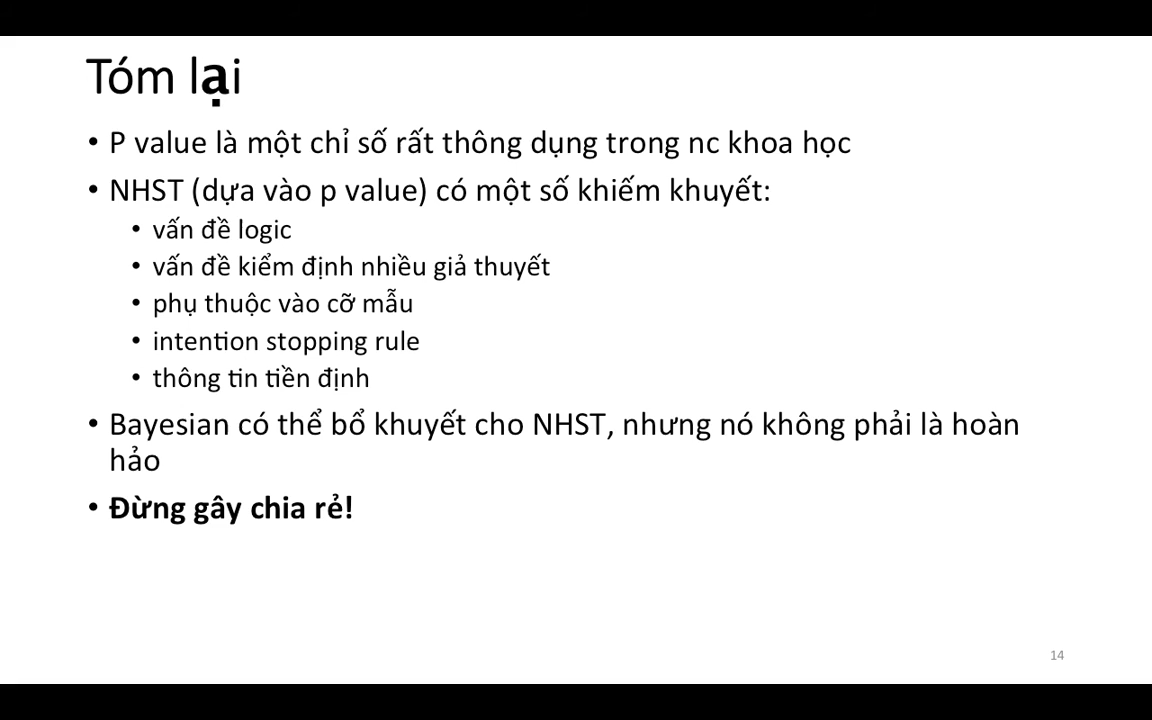 Tóm lại
• P value là một chỉ số rất thông dụng trong nc khoa học
• NHST (dựa vào p value) có một số khiếm khuyết:
• vấn đề logic
• vấn đề kiểm định nhiều giả thuyết
• phụ thuộc vào cỡ mẫu
• intention stopping rule
• thông tin tiền định
• Bayesian có thể bổ khuyết cho NHST, nhưng nó không phải là hoàn
hảo
• Đừng gây chia rẻ!
14